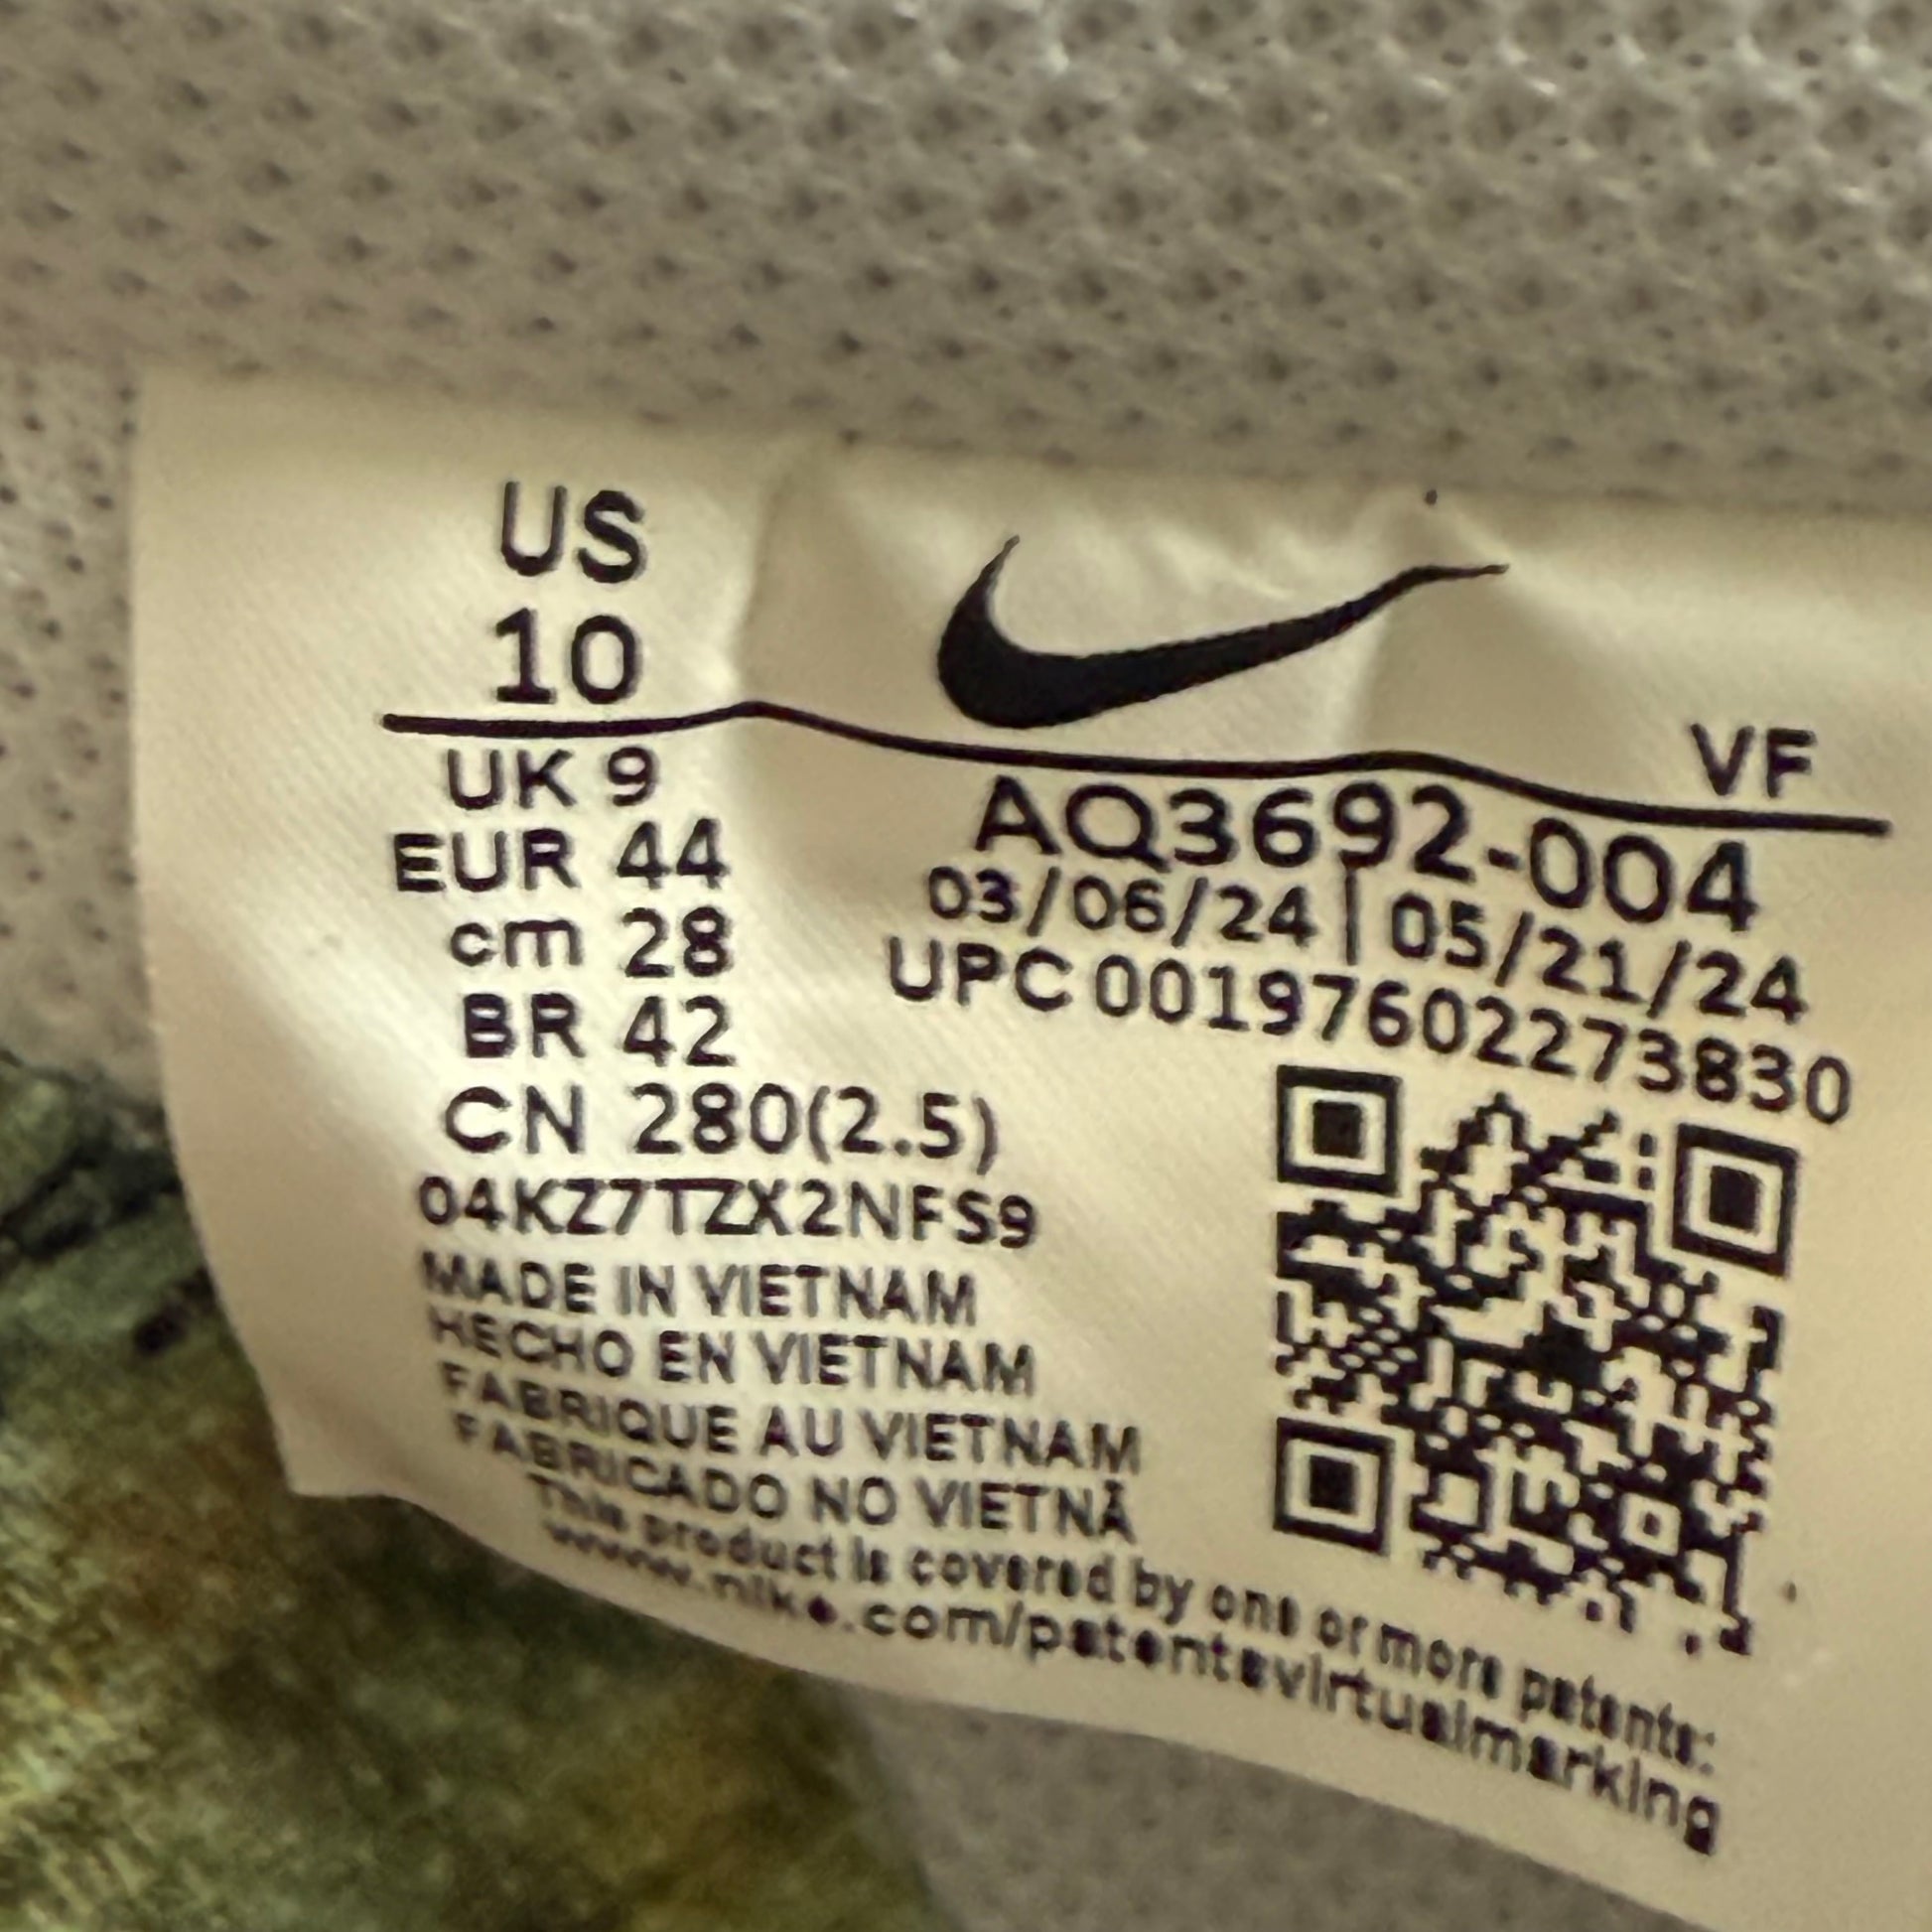 US
10
VF
UK 9
EUR 44
cm 28
BR 42
CN 280(2.5)
04KZ7TZX2NFS9
AQ3692-004
03/06/24 | 05/21/24
UPC 00197602273830
MADE IN VIETNAM
HECHO EN VIETNAM
FABRIQUE AU VIETNAM
FABRICADO NO VIETNÃ
This product is covered by one or more patents:
www.nike.com/patentsvirtualmarking